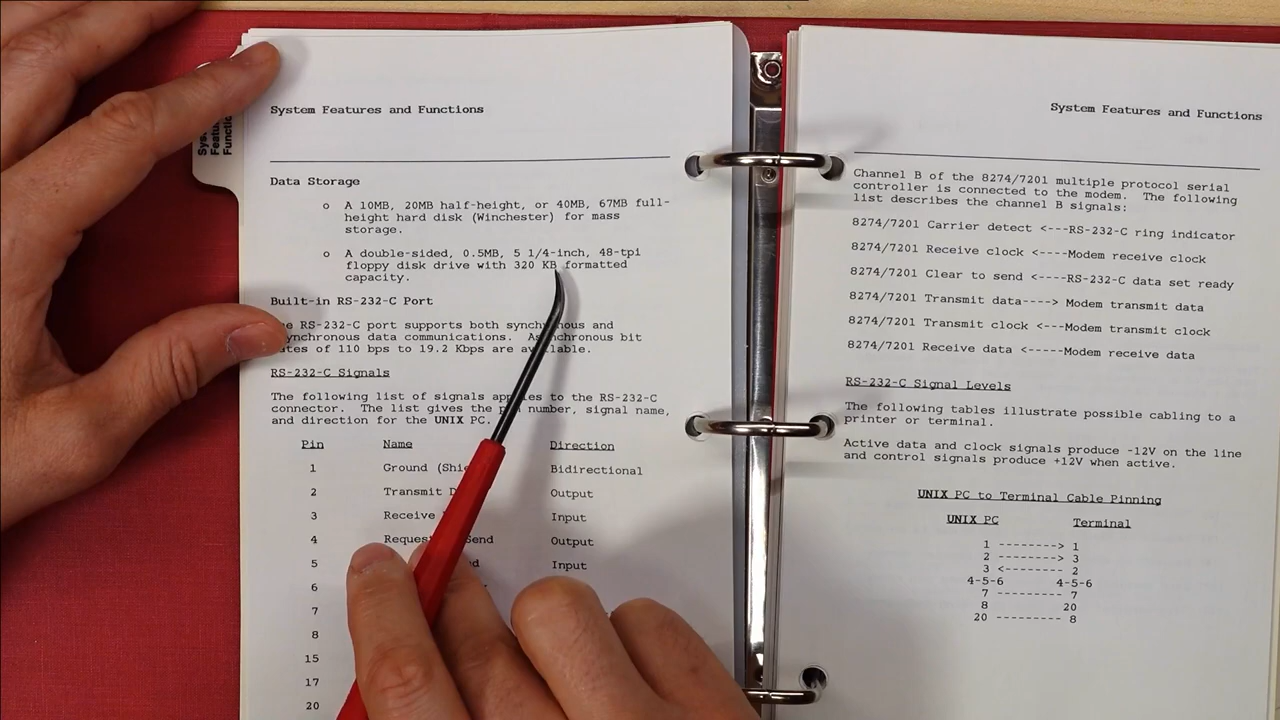 System Features and Functions
Data Storage
o A 10MB, 20MB half-height, or 40MB, 67MB full-
height hard disk (Winchester) for mass
storage.
o A double-sided, 0.5MB, 5 1/4-inch, 48-tpi
floppy disk drive with 320 KB formatted
capacity.
Built-in RS-232-C Port
RS-232-C port supports both and
communications. bit
of 110 bps to 19.2 Kbps are
RS-232-C Signals
The following list of signals to the RS-232-C
connector. The list gives the number, signal name,
and direction for the UNIX PC.
Pin Name Direction
1 Ground Bidirectional
2 Transmit Output
3 Receive Input
4 Send Output
5 Input
6
7
8
15
17
20
System Features and Functions
Channel B of the 8274/7201 multiple protocol serial
controller is connected to the modem. The following
list describes the channel B signals:
8274/7201 Carrier detect <---RS-232-C ring indicator
8274/7201 Receive clock <----Modem receive clock
8274/7201 Clear to send <----RS-232-C data set ready
8274/7201 Transmit data----> Modem transmit data
8274/7201 Transmit clock <---Modem transmit clock
8274/7201 Receive data <-----Modem receive data
RS-232-C Signal Levels
The following tables illustrate possible cabling to a
printer or terminal.
Active data and clock signals produce -12V on the line
and control signals produce +12V when active.
UNIX PC to Terminal Cable Pinning
UNIX PC Terminal
1 --------> 1
2 --------> 3
3 <-------- 2
4-5-6 4-5-6
7 --------- 7
8 20
20 --------- 8